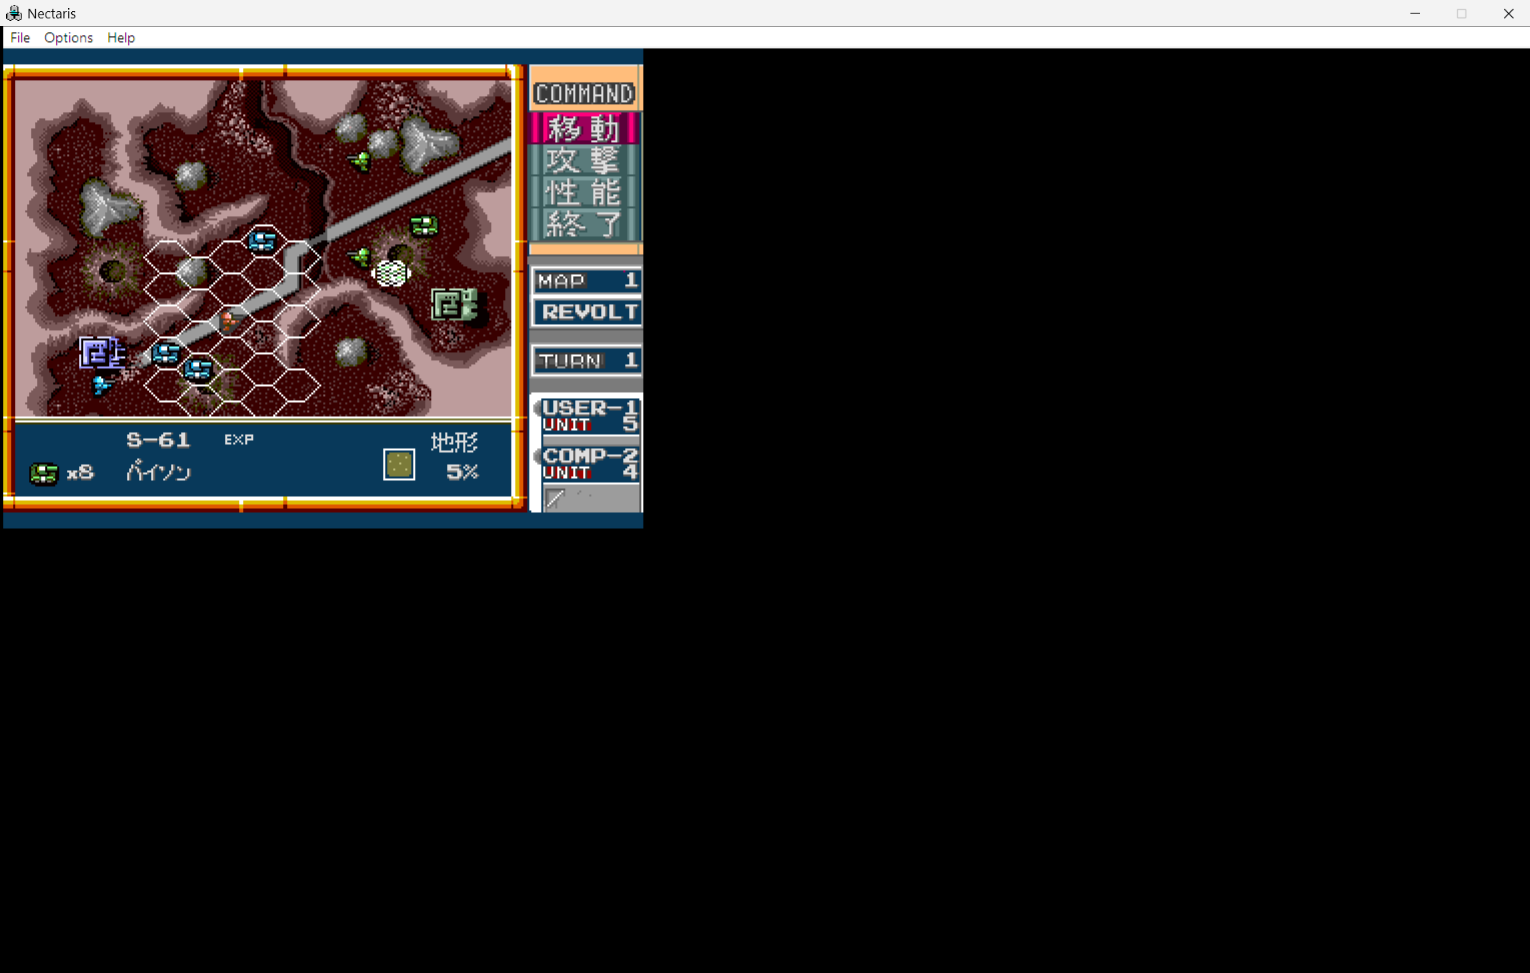 Nectaris
File Options Help
COMMAND
移動
攻撃
性能
終了
MAP 1
REVOLT
TURN 1
USER-1
UNIT 5
COMP-2
UNIT 4
S-61 EXP 地形
x8 バイソン 5%